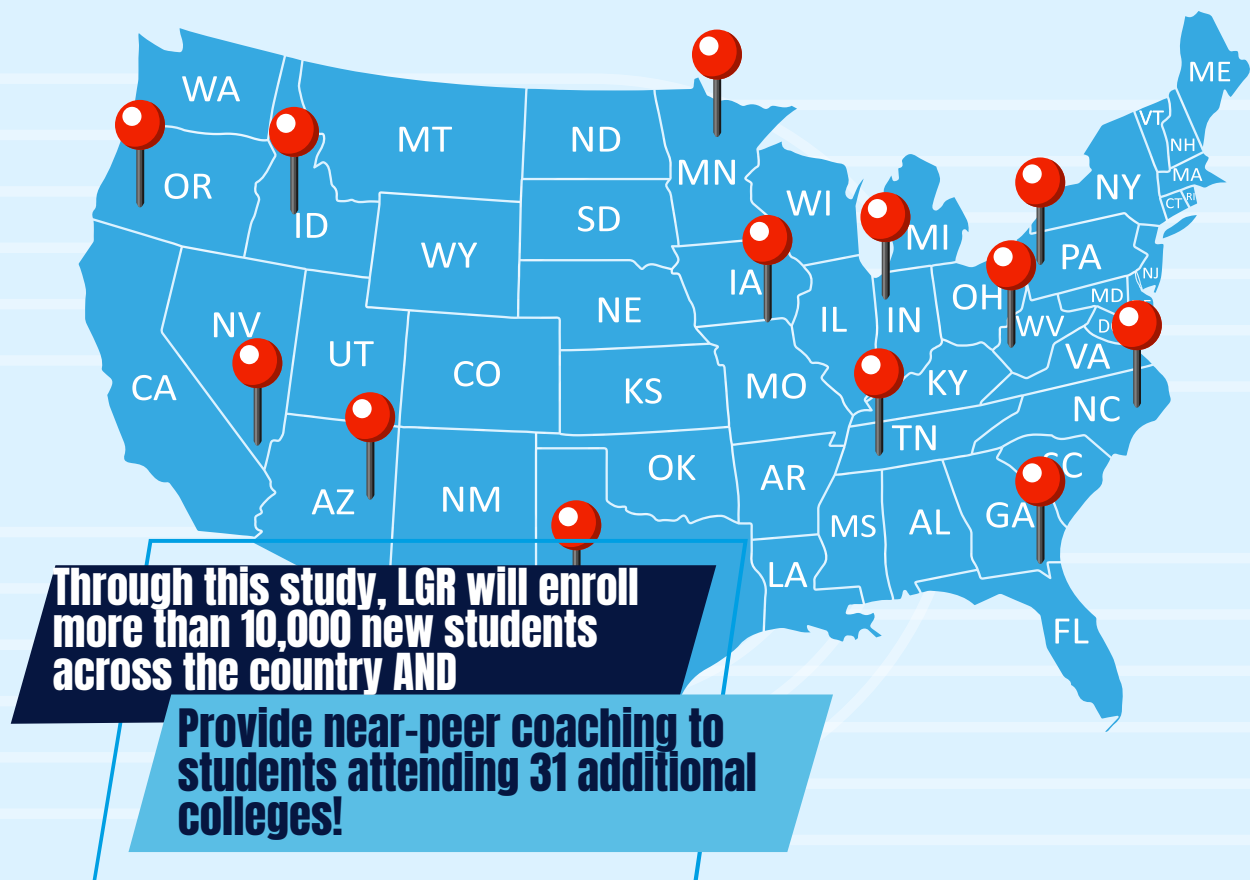 ME
WA
VT
MT
ND
NH
MN
MA
OR
NY
RI
CT
WI
SD
ID
MI
WY
PA
NJ
IA
MD
OH
NE
IN
IL
NV
WV
D
UT
VA
CO
KY
CA
MO
KS
NC
TN
SC
OK
AR
NM
AZ
GA
AL
MS
LA
FL
Through this study, LGR will enroll
more than 10,000 new students
across the country AND
Provide near-peer coaching to
students attending 31 additional
colleges!